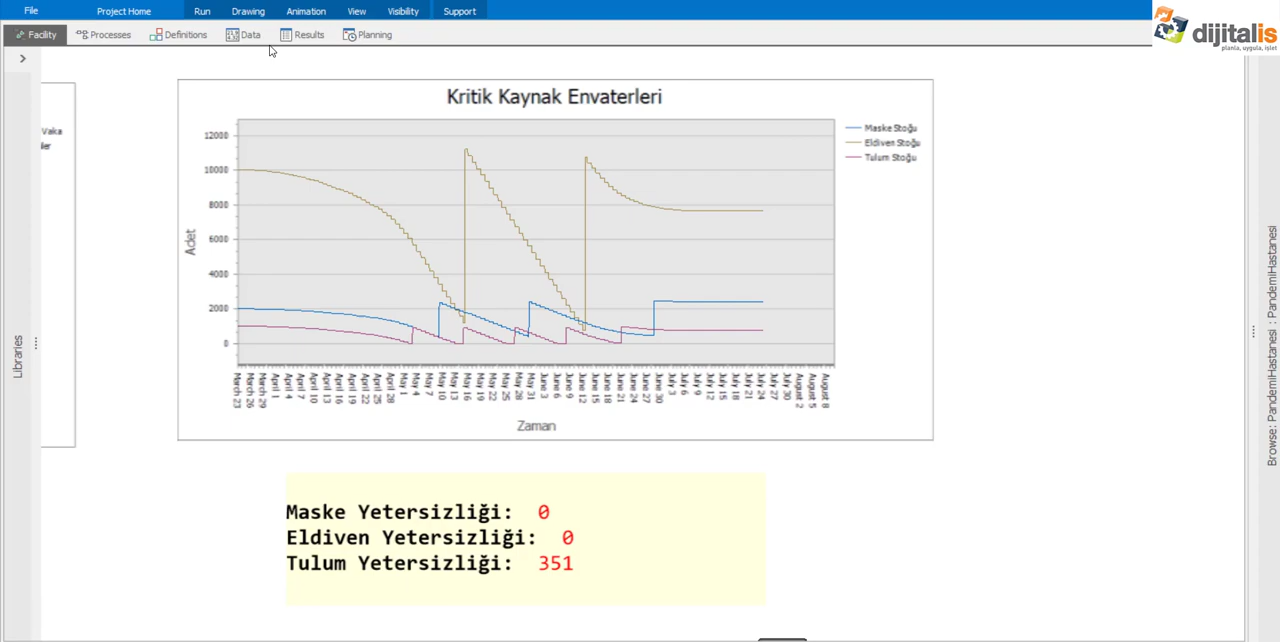 File Project Home Run Drawing Animation View Visibility Support
Facility Processes Definitions Data Results Planning
dijitalis
planla, uygula, işlet
Vaka
ler
Kritik Kaynak Envaterleri
Maske Stoğu
Eldiven Stoğu
Tulum Stoğu
12000
10000
8000
6000
4000
2000
0
Adet
March 23 March 26 March 29 April 1 April 4 April 7 April 10 April 13 April 16 April 19 April 22 April 25 April 28 May 1 May 4 May 7 May 10 May 13 May 16 May 19 May 22 May 25 May 28 May 31 June 3 June 6 June 9 June 12 June 15 June 18 June 21 June 24 June 27 June 30 July 3 July 6 July 9 July 12 July 15 July 18 July 21 July 24 July 27 July 30 August 2 August 5 August 8
Zaman
Maske Yetersizliği: 0
Eldiven Yetersizliği: 0
Tulum Yetersizliği: 351
Libraries
Browse: PandemiHastanesi : PandemiHastanesi